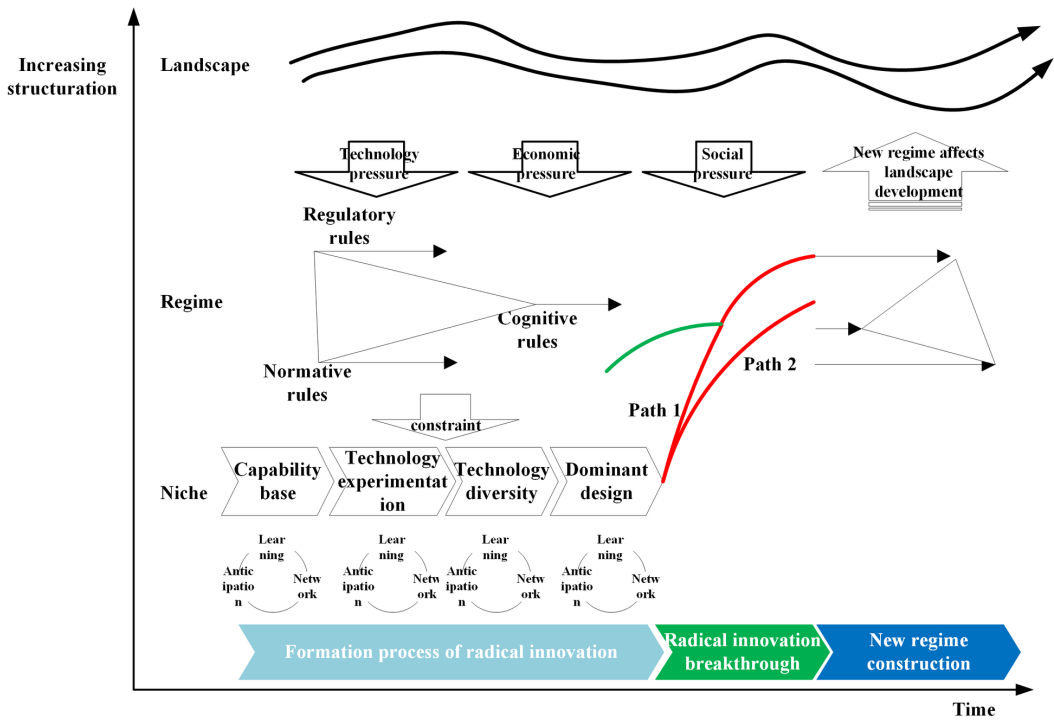 Increasing
structuration
Landscape
Technology
pressure
Economic
pressure
Social
pressure
New regime affects
landscape
development
Regulatory
rules
Regime
Cognitive
rules
Normative
rules
Path 1
Path 2
constraint
Niche
Capability
base
Technology
experimentat
ion
Technology
diversity
Dominant
design
Lear
ning
Antic
ipatio
n
Netw
ork
Lear
ning
Antic
ipatio
n
Netw
ork
Lear
ning
Antic
ipatio
n
Netw
ork
Lear
ning
Antic
ipatio
n
Netw
ork
Formation process of radical innovation
Radical innovation
breakthrough
New regime
construction
Time